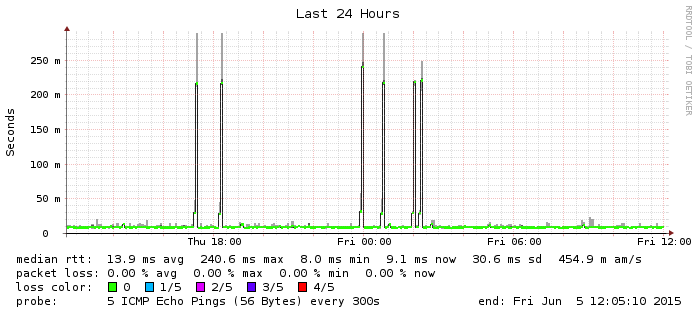 Last 24 Hours
RRDTOOL / TOBI OETIKER
Seconds
250 m
200 m
150 m
100 m
50 m
0
Thu 18:00 Fri 00:00 Fri 06:00 Fri 12:00
median rtt: 13.9 ms avg 240.6 ms max 8.0 ms min 9.1 ms now 30.6 ms sd 454.9 m am/s
packet loss: 0.00 % avg 0.00 % max 0.00 % min 0.00 % now
loss color: 0 1/5 2/5 3/5 4/5
probe: 5 ICMP Echo Pings (56 Bytes) every 300s end: Fri Jun 5 12:05:10 2015